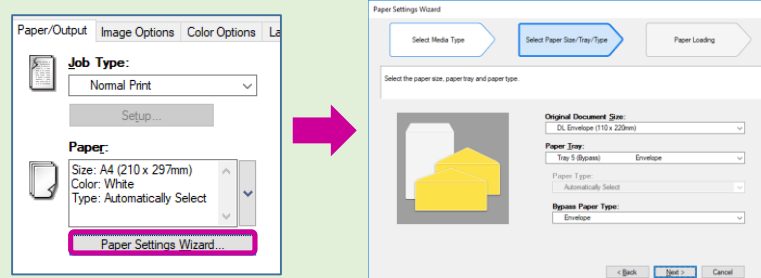 Paper/Output Image Options Color Options La
Job Type:
Normal Print
Setup...
Paper:
Size: A4 (210 x 297mm)
Color: White
Type: Automatically Select
Paper Settings Wizard...
Paper Settings Wizard
Select Media Type
Select Paper Size/Tray/Type
Paper Loading
Select the paper size, paper tray and paper type.
Original Document Size:
DL Envelope (110 x 220mm)
Paper Tray:
Tray 5 (Bypass) Envelope
Paper Type:
Automatically Select
Bypass Paper Type:
Envelope
< Back Next > Cancel